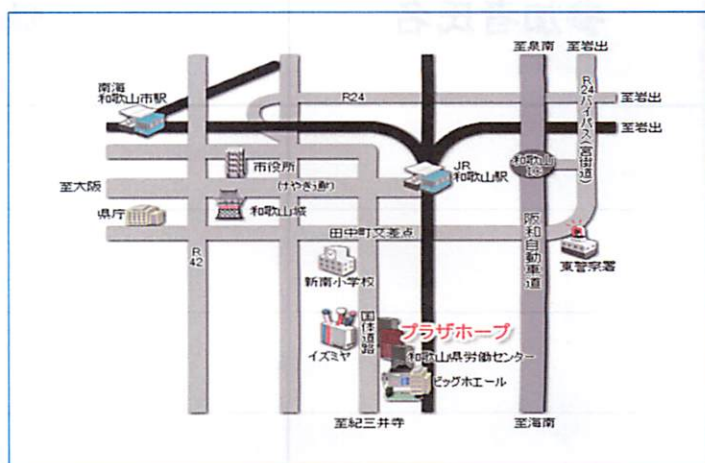 参加者氏名
至泉南
至岩出
南海
和歌山市駅
R24
至岩出
R24バイパス(宮街道)
至岩出
市役所
JR
和歌山駅
和歌山
I.C
至大阪
(けやき通り)
県庁
和歌山城
田中町交差点
阪和自動車道
R42
東警察署
新南小学校
国体道路
プラザホープ
イズミヤ
和歌山県労働センター
ビッグホエール
至紀三井寺
至海南